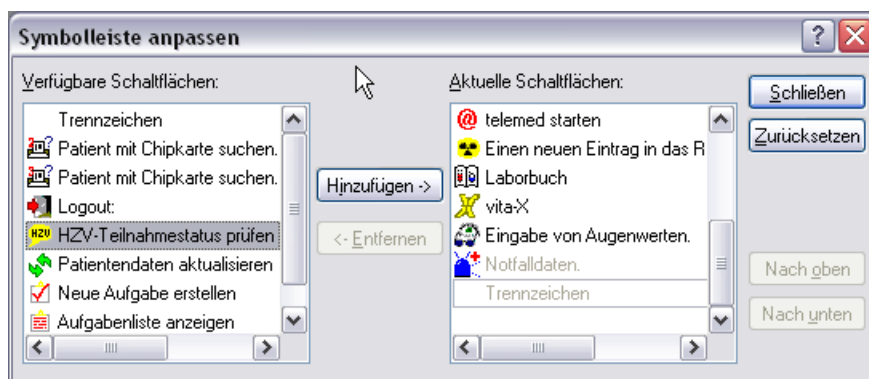 Symbolleiste anpassen
Verfügbare Schaltflächen:
Trennzeichen
Patient mit Chipkarte suchen.
Patient mit Chipkarte suchen.
Logout:
HZV HZV-Teilnahmestatus prüfen
Patientendaten aktualisieren
Neue Aufgabe erstellen
Aufgabenliste anzeigen
Hinzufügen ->
<- Entfernen
Aktuelle Schaltflächen:
@ telemed starten
Einen neuen Eintrag in das R
Laborbuch
vita-X
Eingabe von Augenwerten.
Notfalldaten.
Trennzeichen
Schließen
Zurücksetzen
Nach oben
Nach unten